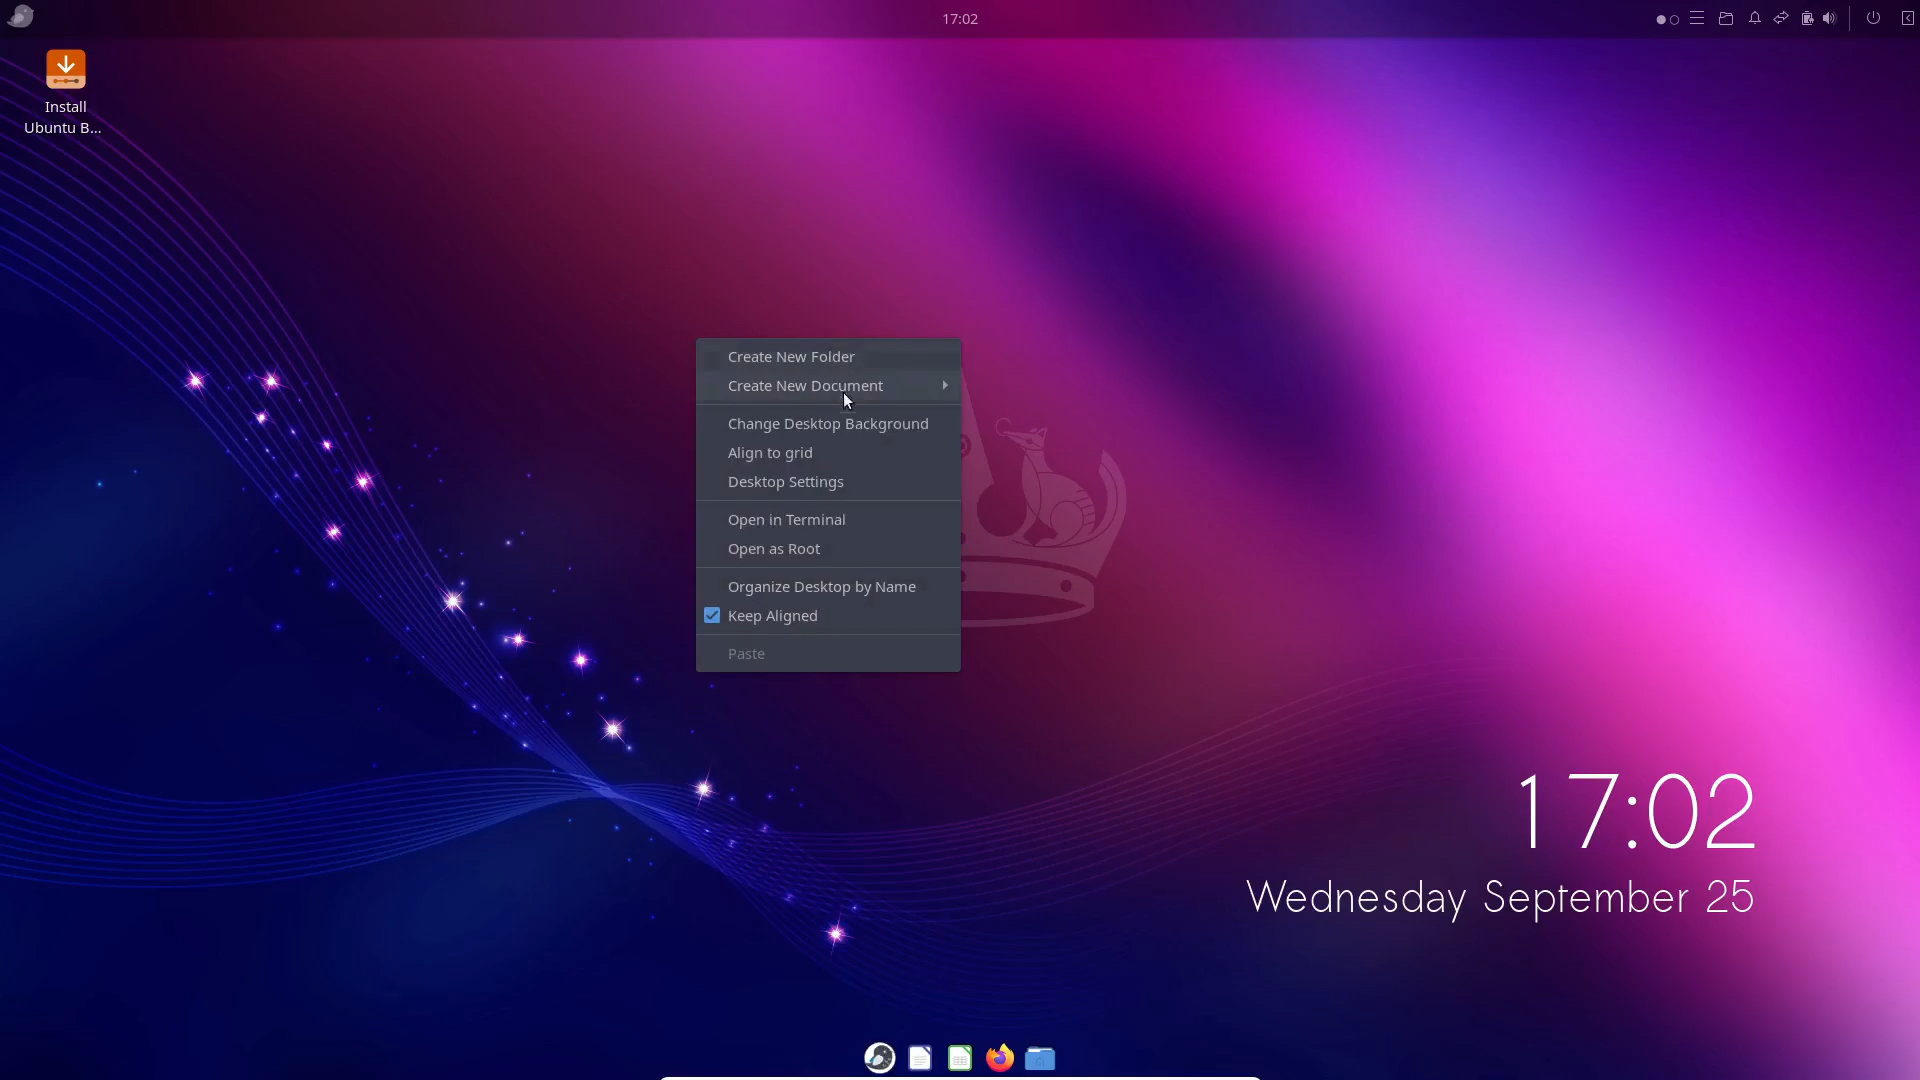 17:02
Install
Ubuntu B...
Create New Folder
Create New Document
Change Desktop Background
Align to grid
Desktop Settings
Open in Terminal
Open as Root
Organize Desktop by Name
Keep Aligned
Paste
17:02
Wednesday September 25